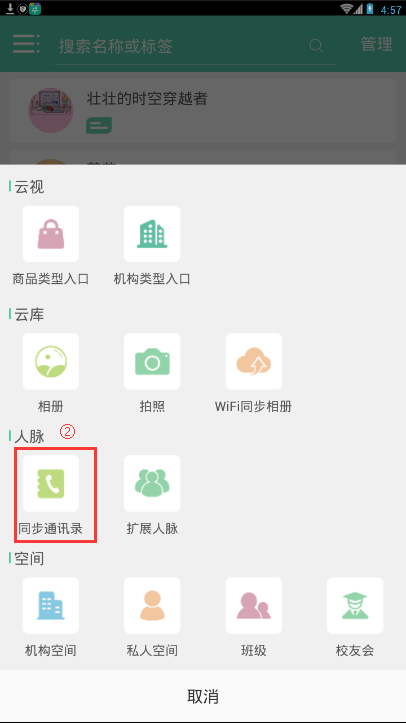 4:57
搜索名称或标签 管理
壮壮的时空穿越者
云视
商品类型入口 机构类型入口
云库
相册 拍照 WiFi同步相册
人脉 ②
同步通讯录 扩展人脉
空间
机构空间 私人空间 班级 校友会
取消